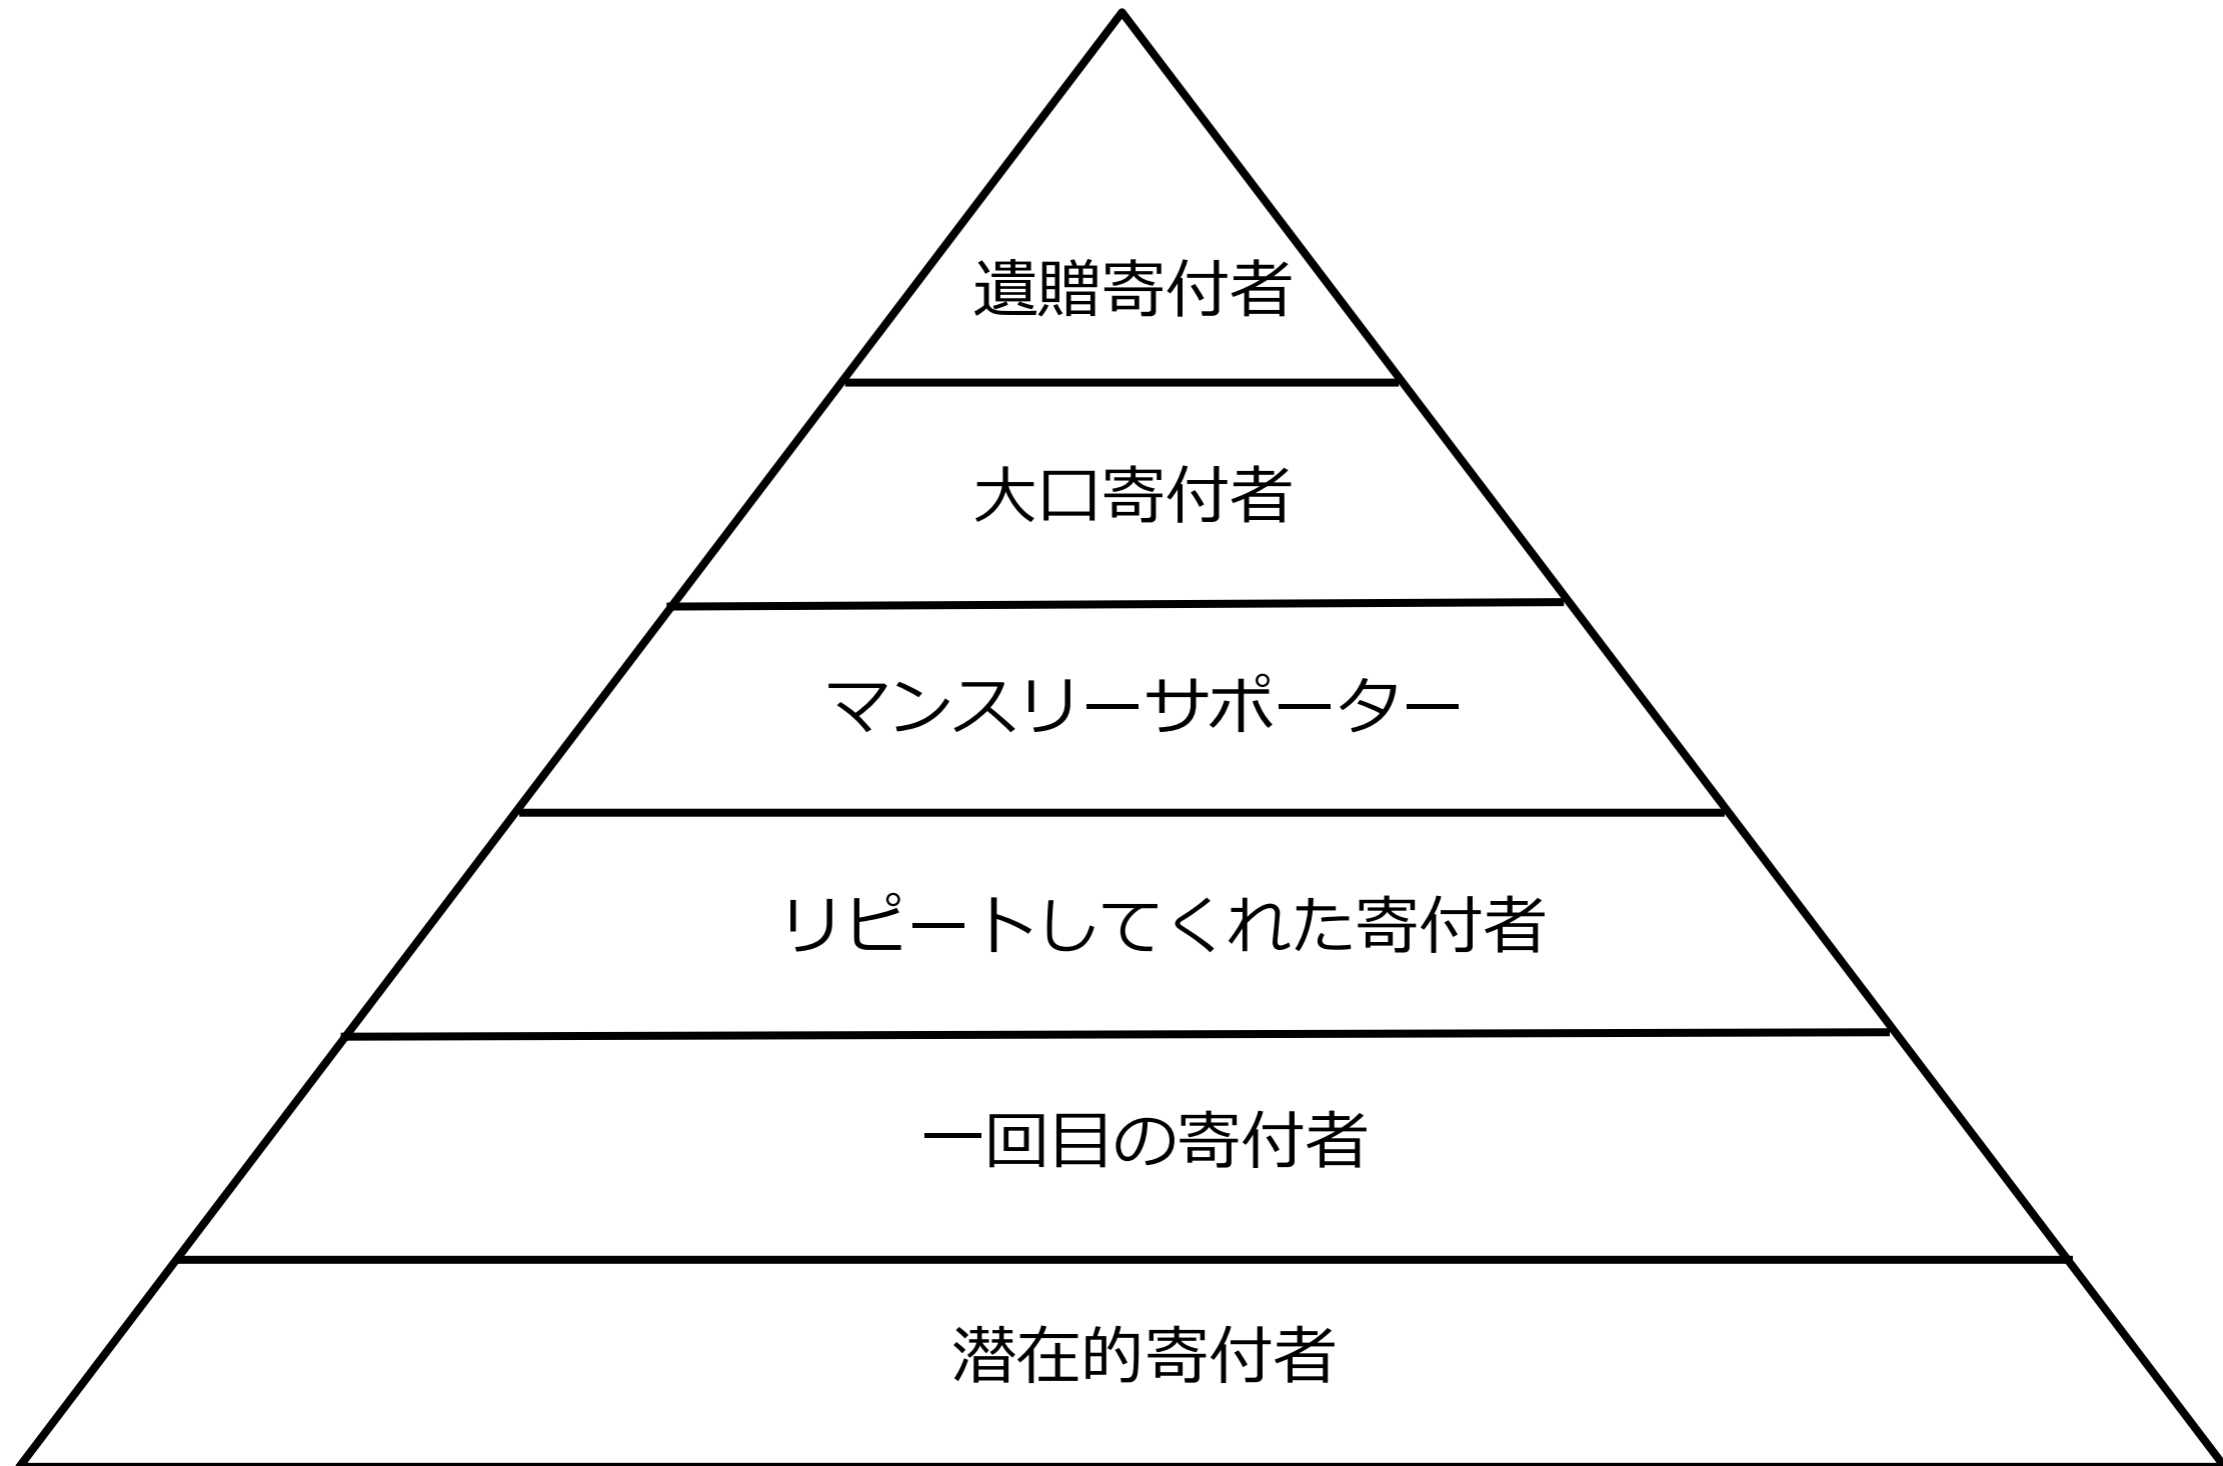 遺贈寄付者
大口寄付者
マンスリーサポーター
リピートしてくれた寄付者
一回目の寄付者
潜在的寄付者